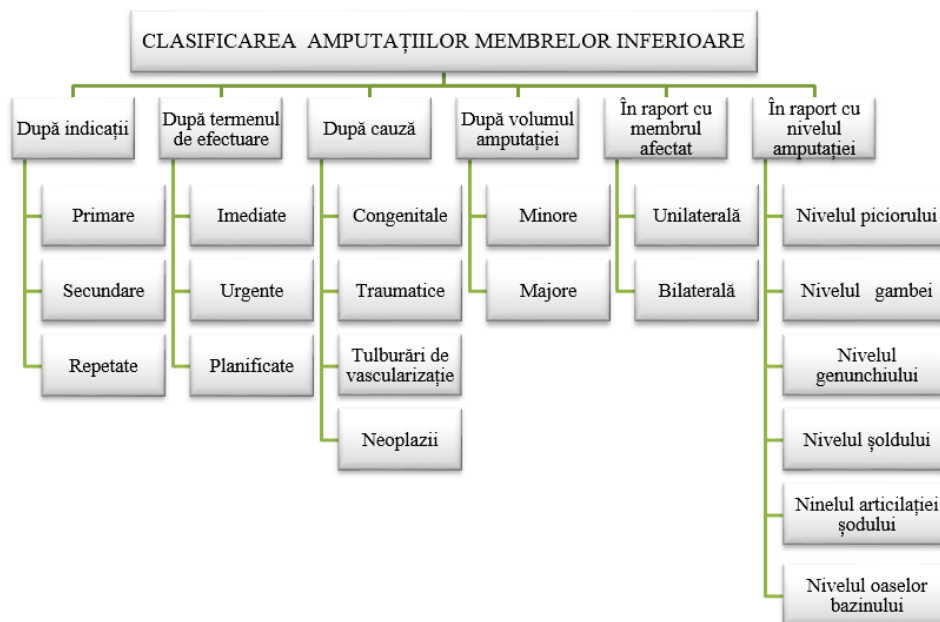 CLASIFICAREA AMPUTAȚIILOR MEMBRELOR INFERIOARE
După indicații
Primare
Secundare
Repetate
După termenul
de efectuare
Imediate
Urgente
Planificate
După cauză
Congenitale
Traumatice
Tulburări de
vascularizație
Neoplazii
După volumul
amputației
Minore
Majore
În raport cu
membrul
afectat
Unilaterală
Bilaterală
În raport cu
nivelul
amputației
Nivelul piciorului
Nivelul gambei
Nivelul
genunchiului
Nivelul șoldului
Ninelul articilației
șodului
Nivelul oaselor
bazinului